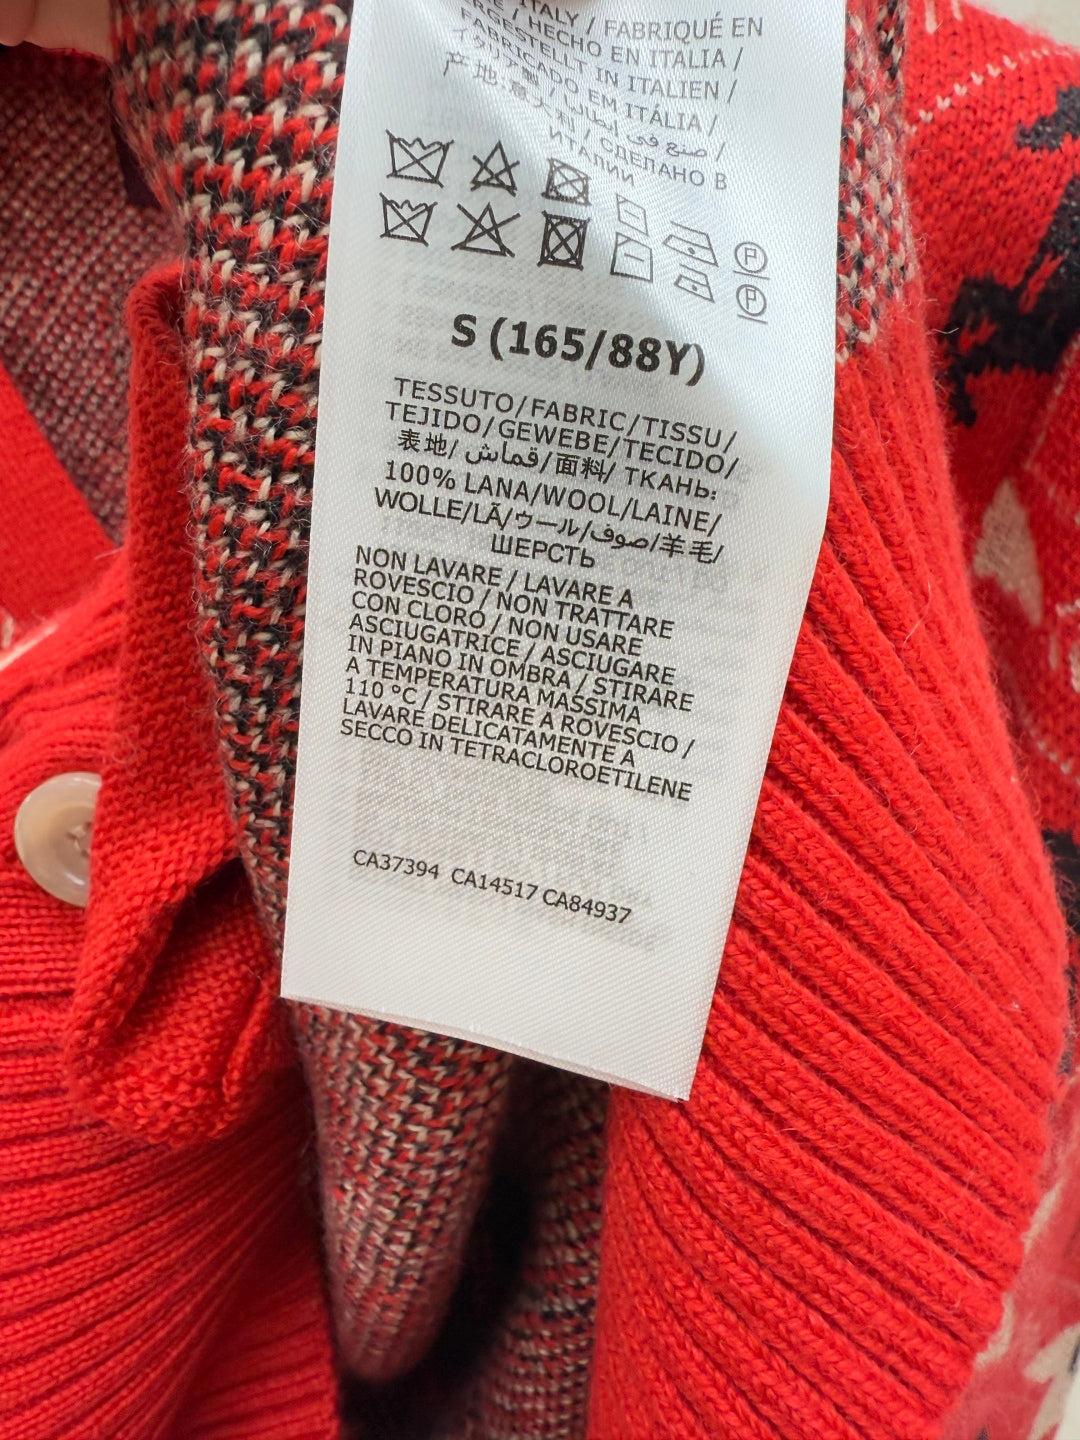 ITALY / FABRIQUÉ EN
/ HECHO EN ITALIA /
FABRICADO EM ITÁLIA /
イタリア製 / صنع في إيطاليا /
产地:意大利 / СДЕЛАНО В
ИТАЛИИ
P
P
S (165/88Y)
TESSUTO/FABRIC/TISSU/
TEJIDO/GEWEBE/TECIDO/
表地/ قماش/面料/ ТКАНЬ:
100% LANA/WOOL/LAINE/
WOLLE/LÃ/ウール/صوف/羊毛/
ШЕРСТЬ
NON LAVARE / LAVARE A
ROVESCIO / NON TRATTARE
CON CLORO / NON USARE
ASCIUGATRICE / ASCIUGARE
IN PIANO IN OMBRA / STIRARE
A TEMPERATURA MASSIMA
110 °C / STIRARE A ROVESCIO /
LAVARE DELICATAMENTE A
SECCO IN TETRACLOROETILENE
CA37394 CA14517 CA84937